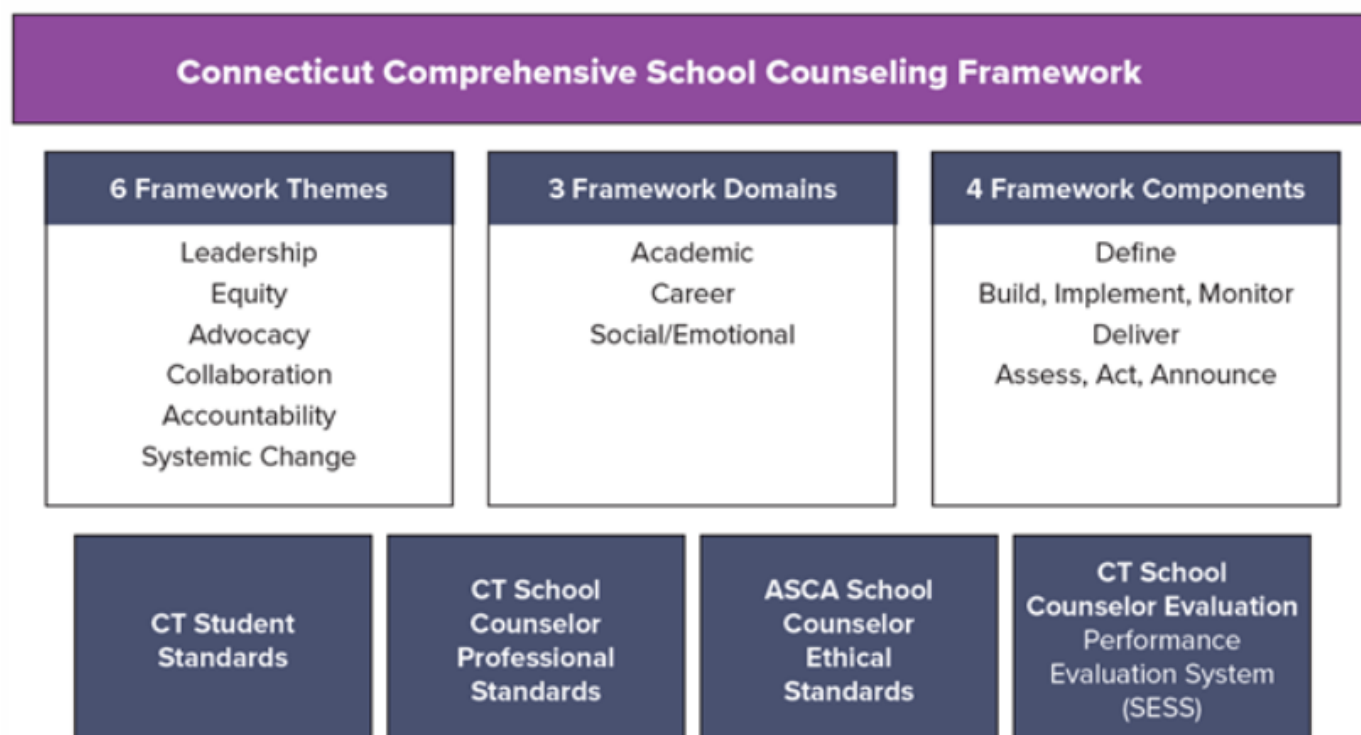 Connecticut Comprehensive School Counseling Framework
6 Framework Themes
Leadership
Equity
Advocacy
Collaboration
Accountability
Systemic Change
3 Framework Domains
Academic
Career
Social/Emotional
4 Framework Components
Define
Build, Implement, Monitor
Deliver
Assess, Act, Announce
CT Student
Standards
CT School
Counselor
Professional
Standards
ASCA School
Counselor
Ethical
Standards
CT School
Counselor Evaluation
Performance
Evaluation System
(SESS)